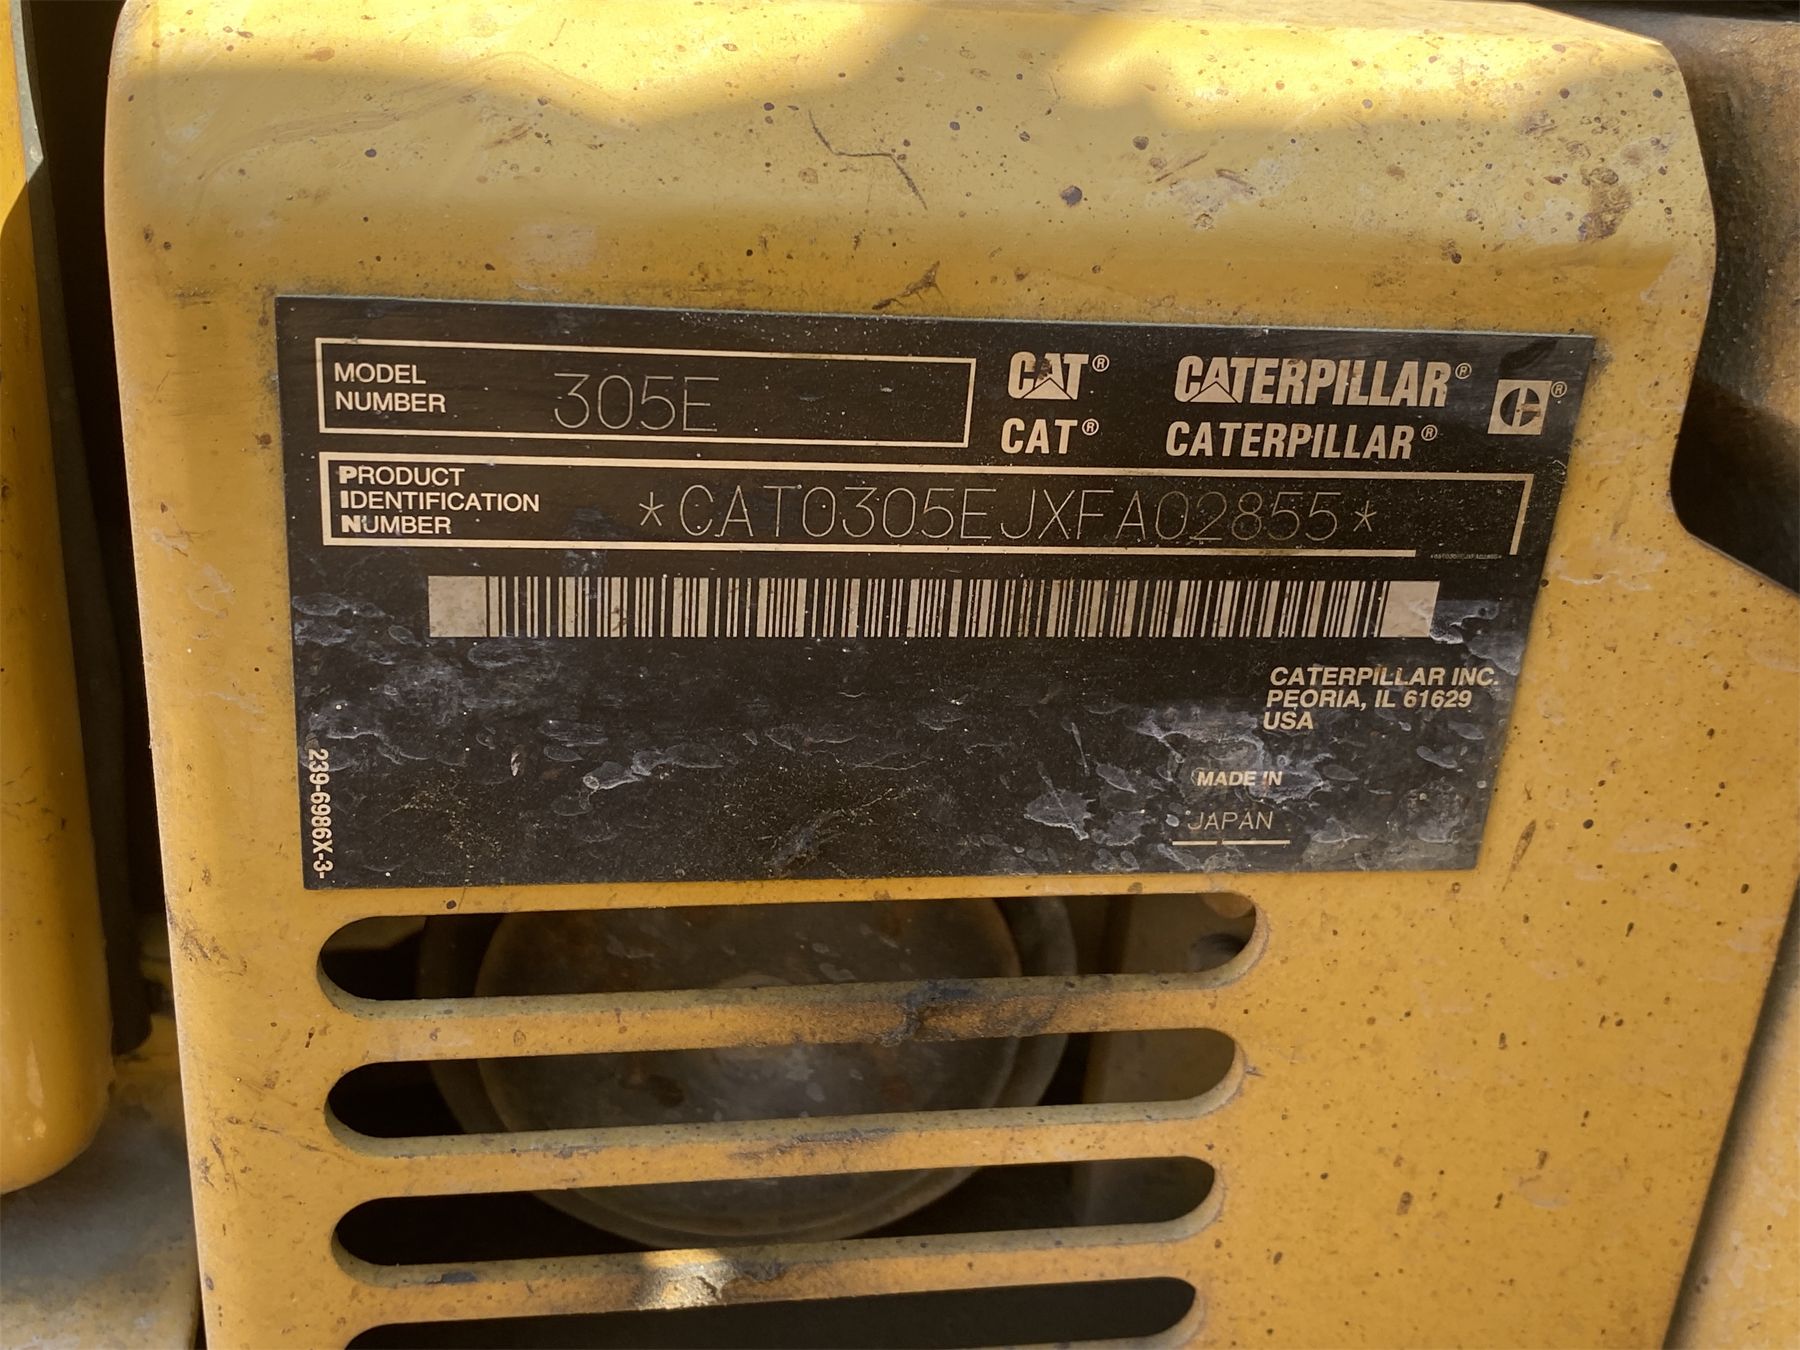 MODEL
NUMBER
305E
CAT® CATERPILLAR® ®
CAT® CATERPILLAR®
PRODUCT
IDENTIFICATION
NUMBER
*CAT0305EJXFA02855*
*CAT0305EJXFA02855*
CATERPILLAR INC.
PEORIA, IL 61629
USA
MADE IN
JAPAN
239-6986X-3-